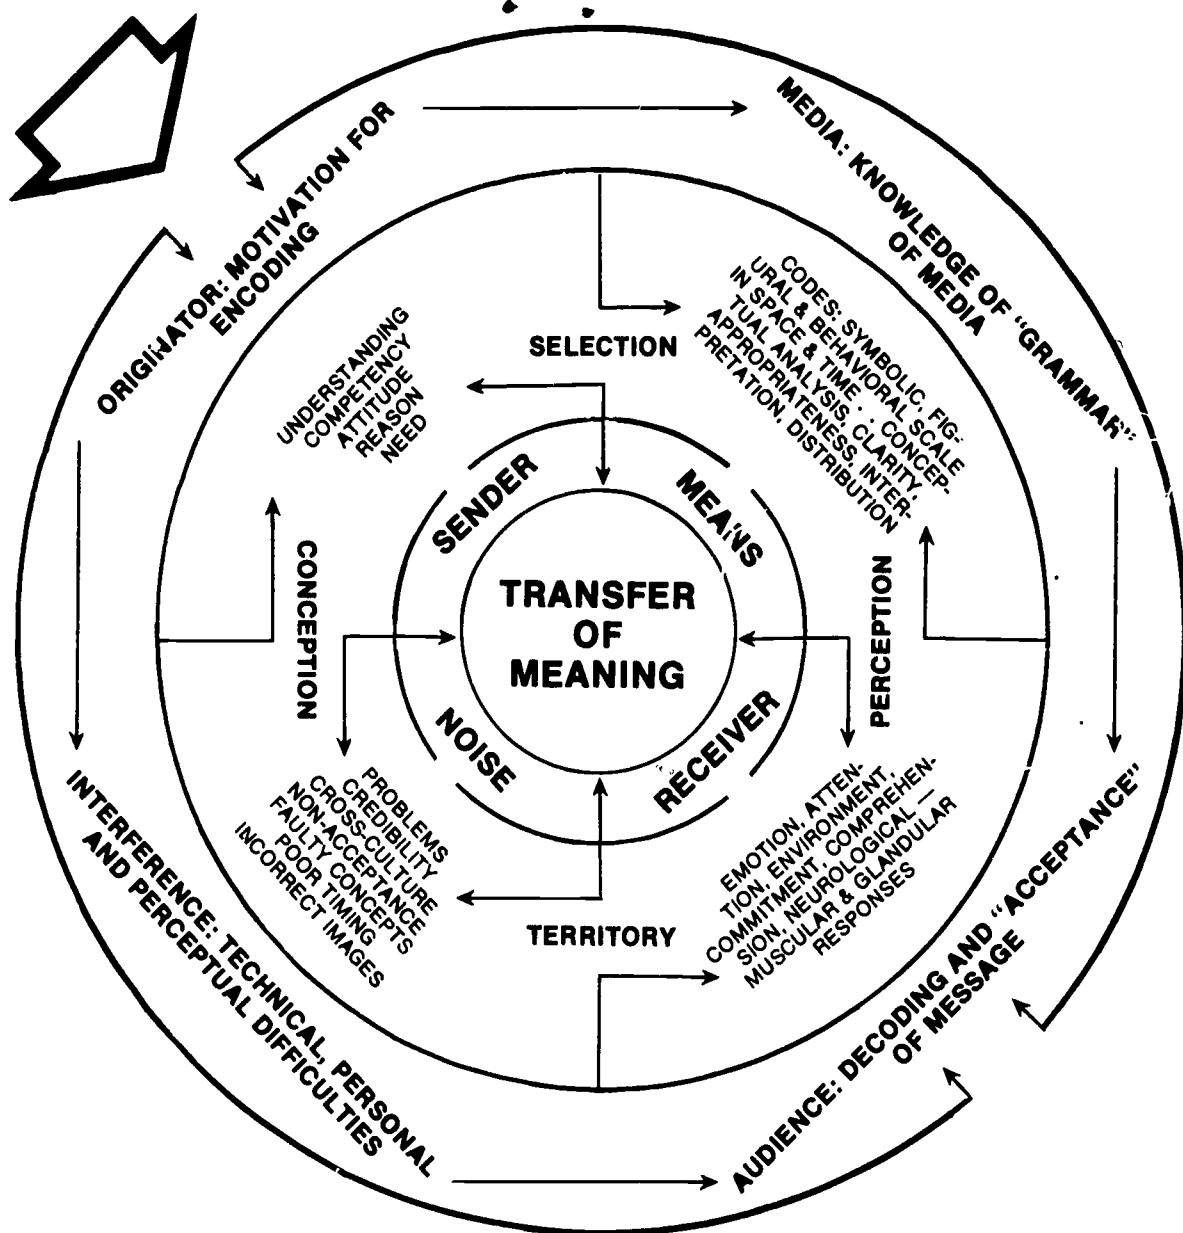 ORIGINATOR: MOTIVATION FOR
ENCODING
MEDIA: KNOWLEDGE OF "GRAMMAR"
OF MEDIA
UNDERSTANDING
COMPETENCY
ATTITUDE
REASON
NEED
SELECTION
CODES: SYMBOLIC, FIG-
URAL & BEHAVIORAL SCALE
IN SPACE & TIME . . CONCEP-
TUAL ANALYSIS, CLARITY,
APPROPRIATENESS, INTER-
PRETATION, DISTRIBUTION
SENDER
MEANS
CONCEPTION
TRANSFER
OF
MEANING
PERCEPTION
NOISE
RECEIVER
PROBLEMS
CREDIBILITY
CROSS-CULTURE
NON-ACCEPTANCE
FAULTY CONCEPTS
POOR TIMING
INCORRECT IMAGES
TERRITORY
EMOTION, ATTEN-
TION, ENVIRONMENT,
COMMITMENT, COMPREHEN-
SION, NEUROLOGICAL —
MUSCULAR & GLANDULAR
RESPONSES
INTERFERENCE: TECHNICAL, PERSONAL
AND PERCEPTUAL DIFFICULTIES
AUDIENCE: DECODING AND "ACCEPTANCE"
OF MESSAGE